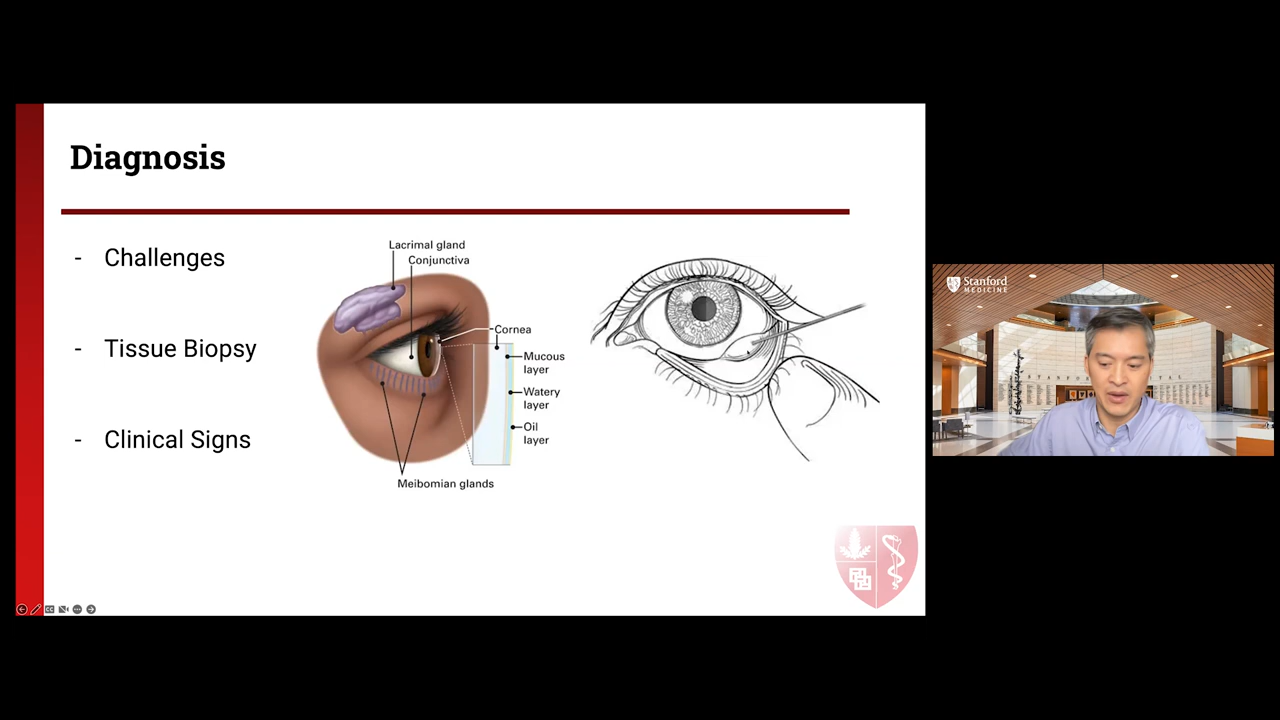 Diagnosis
- Challenges
- Tissue Biopsy
- Clinical Signs
Lacrimal gland
Conjunctiva
Cornea
Mucous
layer
Watery
layer
Oil
layer
Meibomian glands
Stanford
MEDICINE